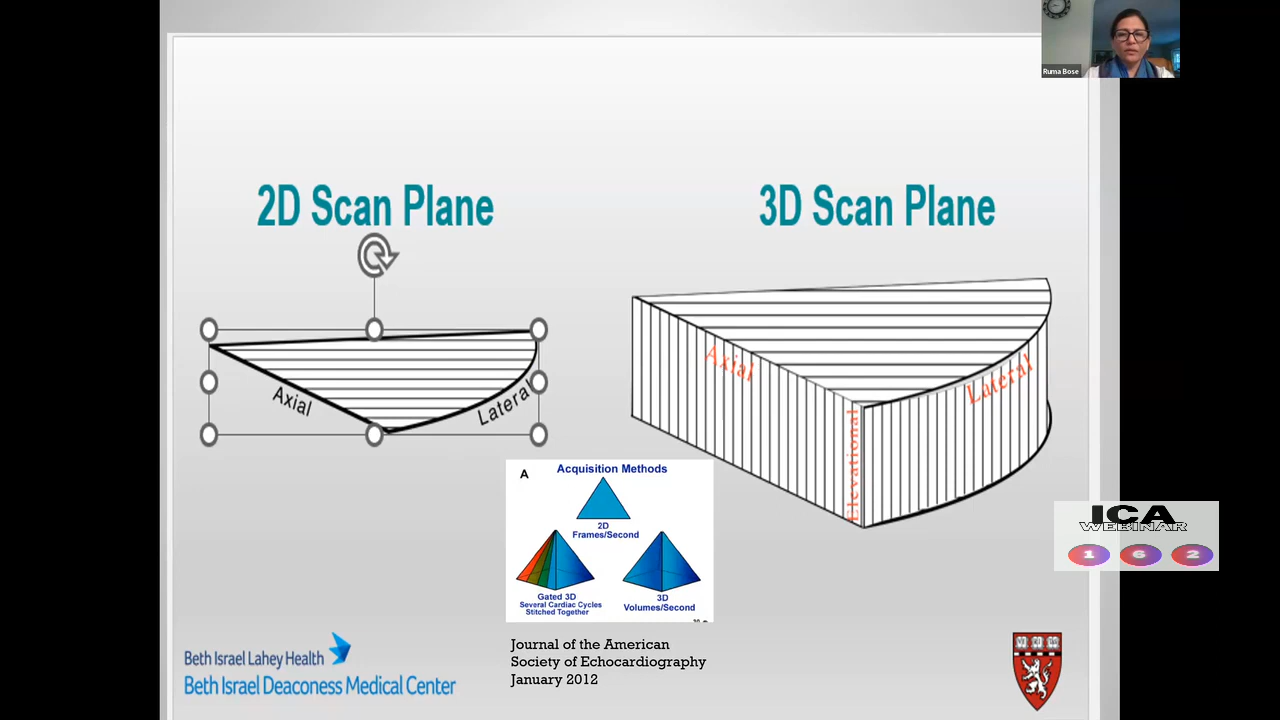 Ruma Bose
2D Scan Plane
3D Scan Plane
Axial
Lateral
Axial
Lateral
Elevational
A
Acquisition Methods
2D
Frames/Second
Gated 3D
Several Cardiac Cycles
Stitched Together
3D
Volumes/Second
ICA
WEBINAR
1 6 2
Journal of the American
Society of Echocardiography
January 2012
Beth Israel Lahey Health
Beth Israel Deaconess Medical Center